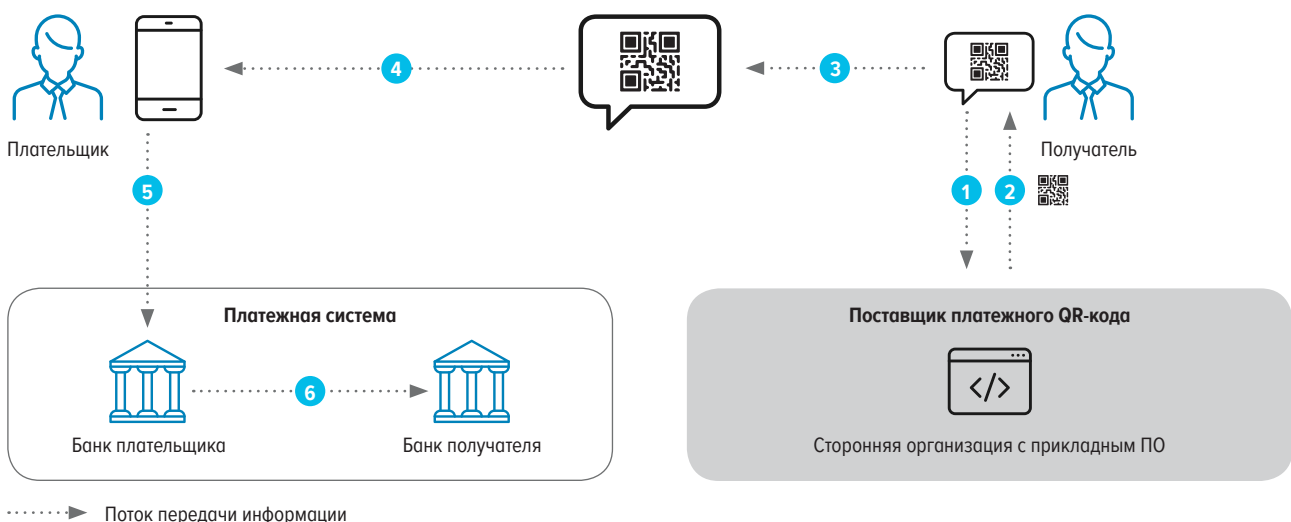 4
3
Плательщик
Получатель
5
1
2
Платежная система
Поставщик платежного QR-кода
6
</>
Банк плательщика
Банк получателя
Сторонняя организация с прикладным ПО
Поток передачи информации